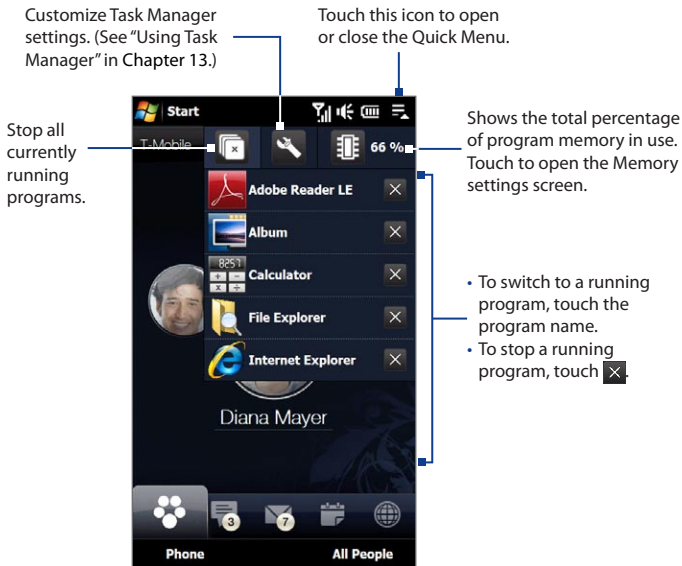 Customize Task Manager
settings. (See “Using Task
Manager” in Chapter 13.)
Touch this icon to open
or close the Quick Menu.
Stop all
currently
running
programs.
Start
T-Mobile
66 %
Adobe Reader LE
Album
8257
Calculator
File Explorer
Internet Explorer
Diana Mayer
3
7
Phone
All People
Shows the total percentage
of program memory in use.
Touch to open the Memory
settings screen.
• To switch to a running
program, touch the
program name.
• To stop a running
program, touch ×.